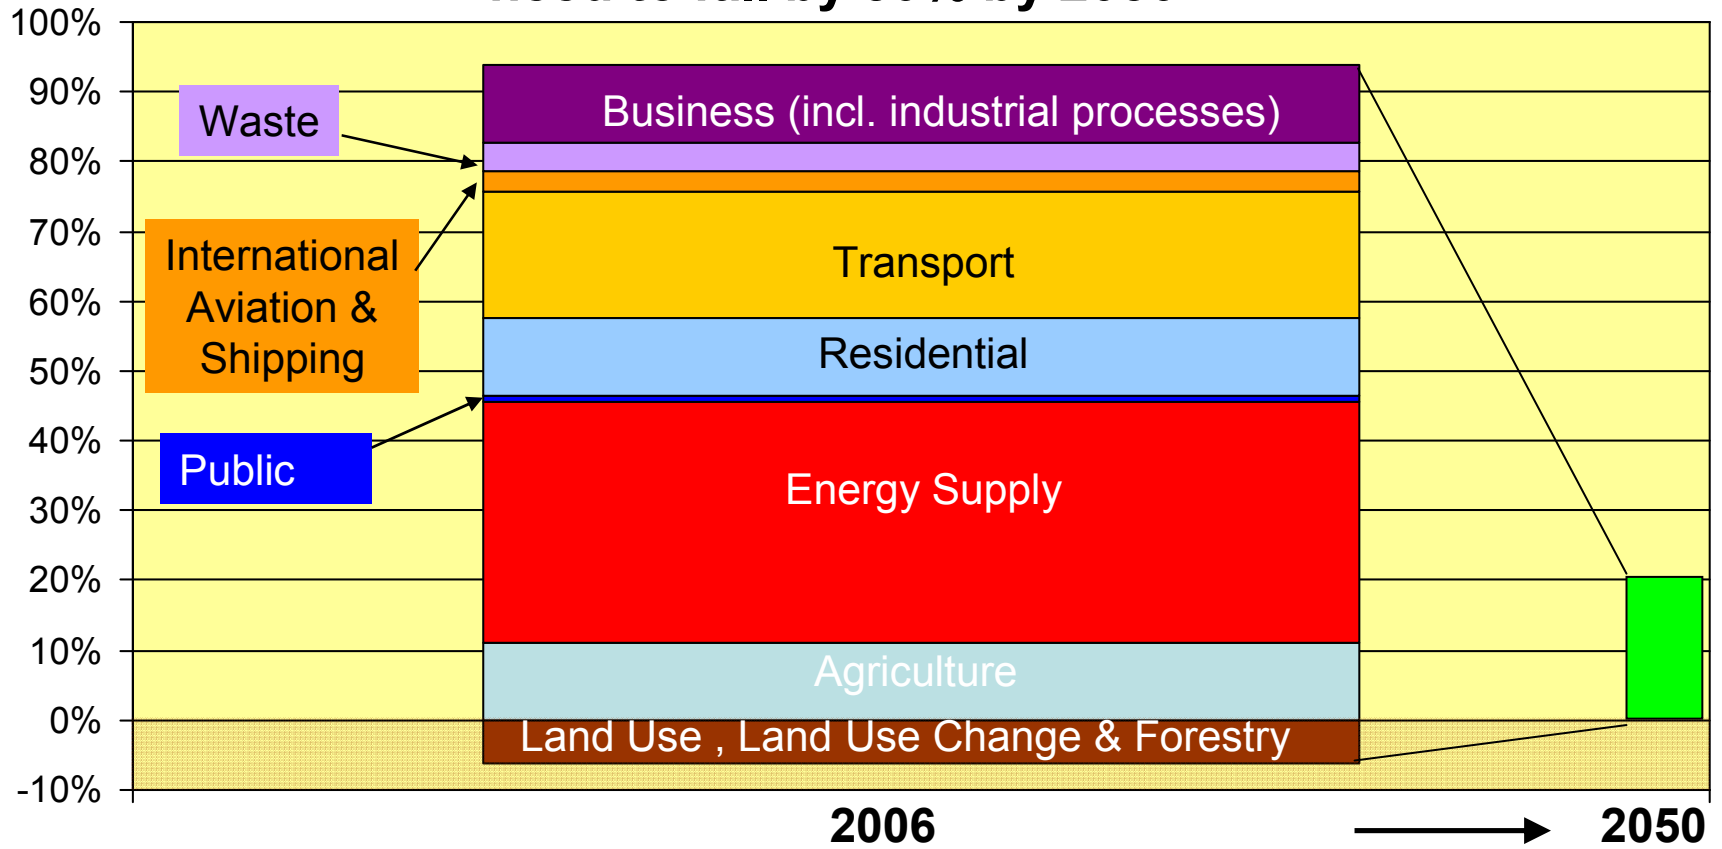 100%
90%
80%
70%
60%
50%
40%
30%
20%
10%
0%
-10%
Waste
International
Aviation &
Shipping
Public
Business (incl. industrial processes)
Transport
Residential
Energy Supply
Agriculture
Land Use , Land Use Change & Forestry
2006
2050